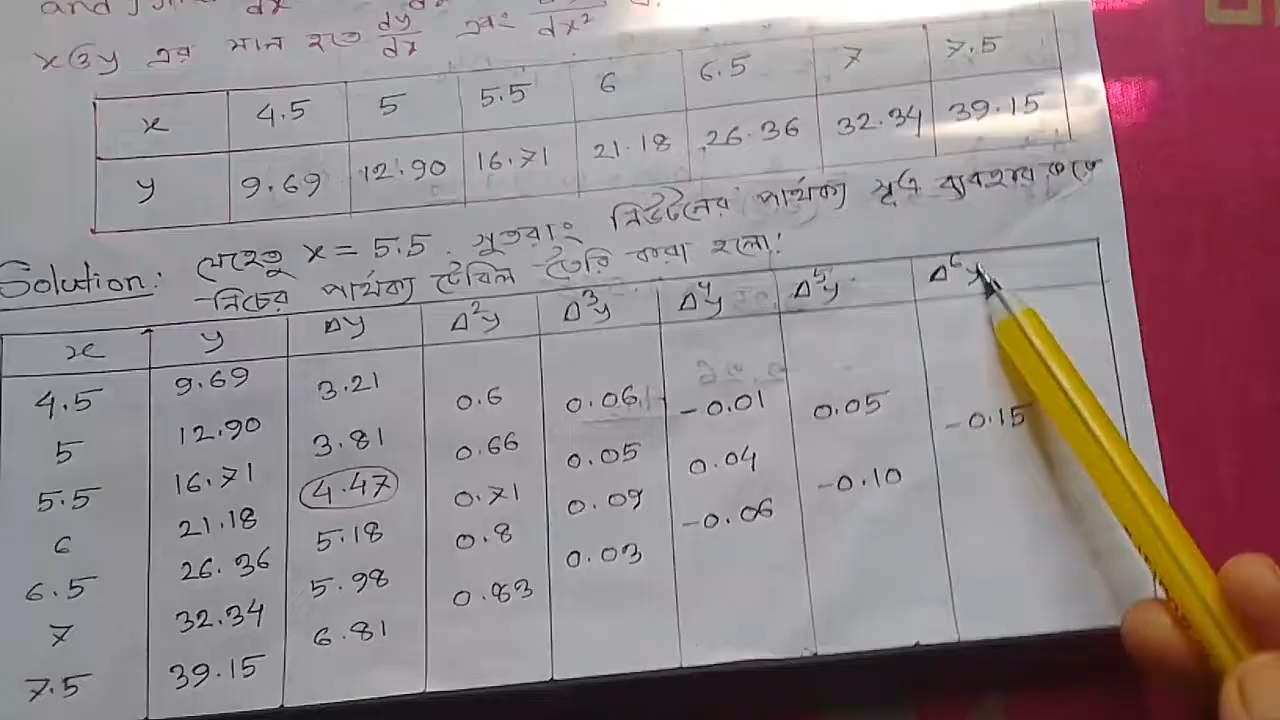 and
x ও y এর মান হতে dy/dx এবং d²/dx²
x 4.5 5 5.5 6 6.5 7 7.5
y 9.69 12.90 16.71 21.18 26.36 32.34 39.15
Solution: যেহেতু x = 5.5. সুতরাং নিউটনের পার্থক্য সূত্র ব্যবহার করে
নিচের পার্থক্য টেবিল তৈরি করা হলো:
x y Δy Δ²y Δ³y Δ⁴y Δ⁵y Δ⁶y
4.5 9.69 3.21 0.6 0.06 -0.01 0.05 -0.15
5 12.90 3.81 0.66 0.05 0.04 -0.10
5.5 16.71 4.47 0.71 0.09 -0.06
6 21.18 5.18 0.8 0.03
6.5 26.36 5.98 0.83
7 32.34 6.81
7.5 39.15